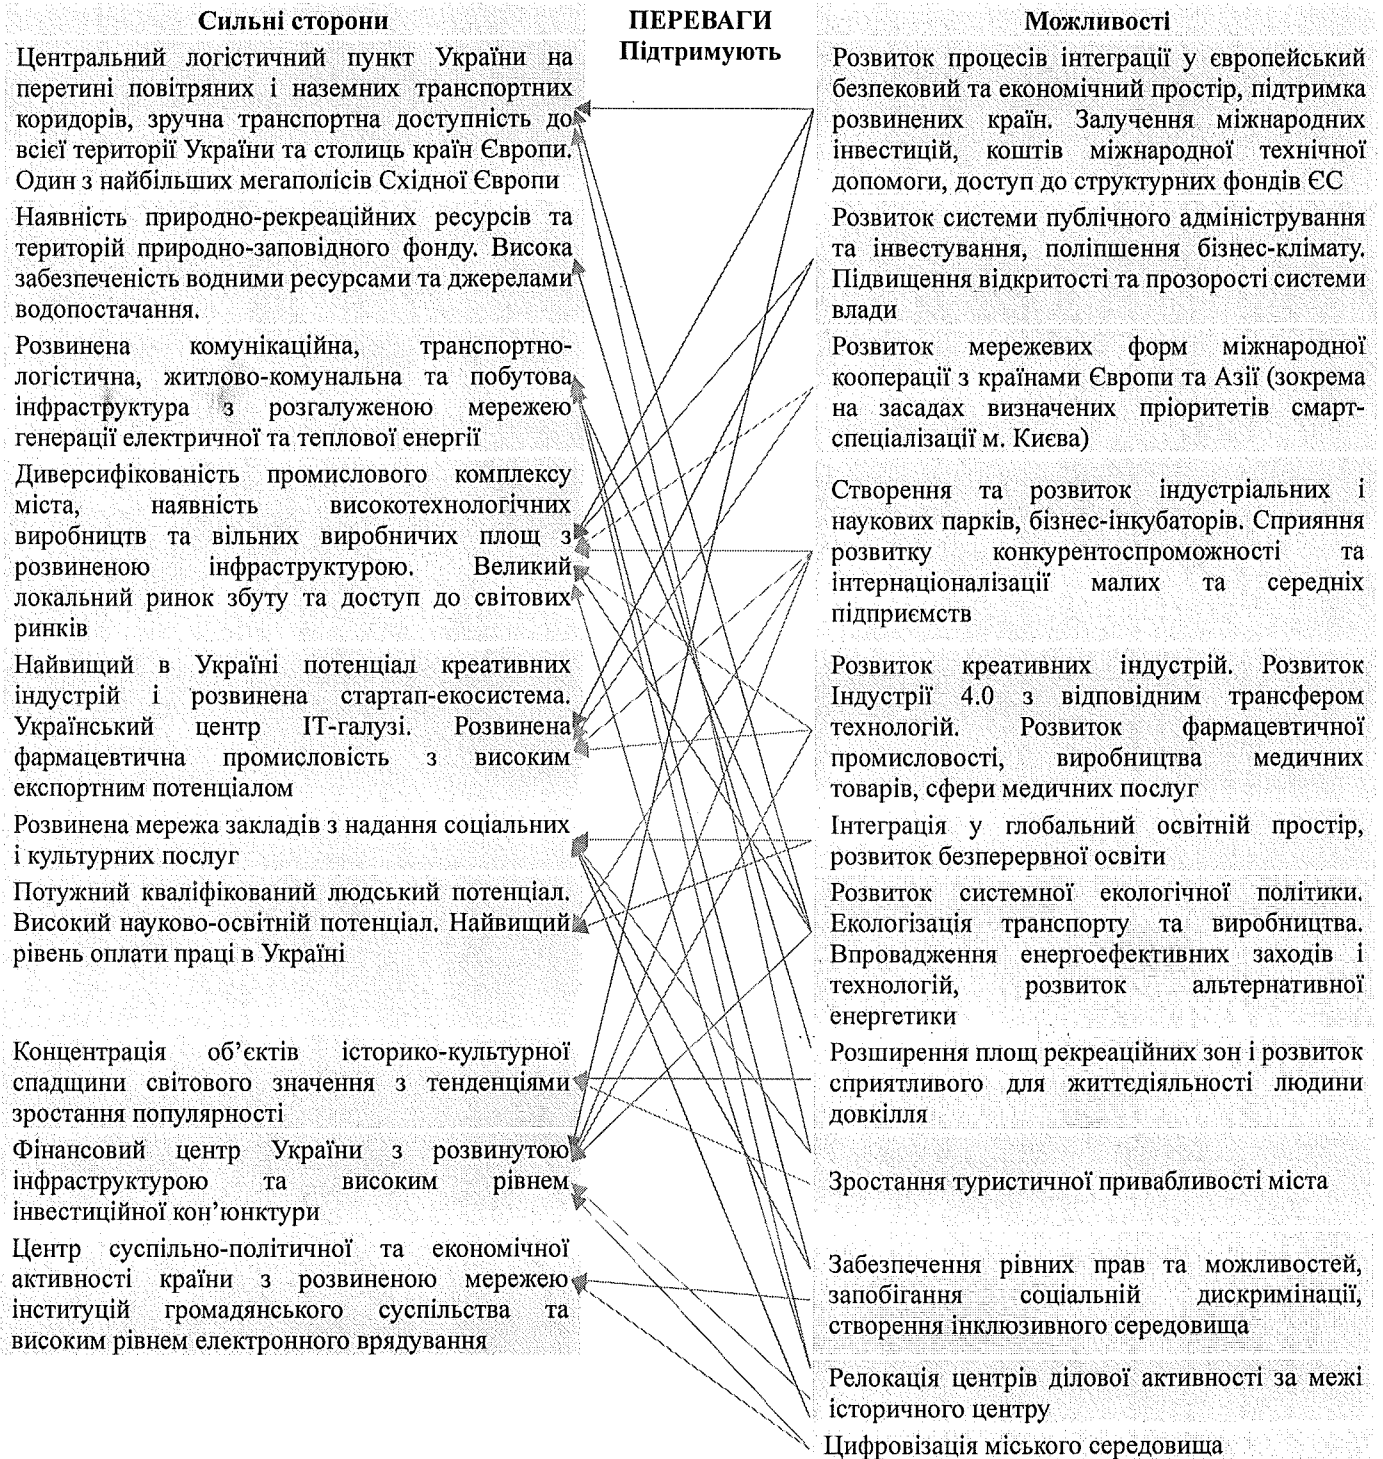 Сильні сторони
Центральний логістичний пункт України на
перетині повітряних і наземних транспортних
коридорів, зручна транспортна доступність до
всієї території України та столиць країн Європи.
Один з найбільших мегаполісів Східної Європи
Наявність природно-рекреаційних ресурсів та
територій природно-заповідного фонду. Висока
забезпеченість водними ресурсами та джерелами
водопостачання.
Розвинена комунікаційна, транспортно-
логістична, житлово-комунальна та побутова
інфраструктура з розгалуженою мережею
генерації електричної та теплової енергії
Диверсифікованість промислового комплексу
міста, наявність високотехнологічних
виробництв та вільних виробничих площ з
розвиненою інфраструктурою. Великий
локальний ринок збуту та доступ до світових
ринків
Найвищий в Україні потенціал креативних
індустрій і розвинена стартап-екосистема.
Український центр ІТ-галузі. Розвинена
фармацевтична промисловість з високим
експортним потенціалом
Розвинена мережа закладів з надання соціальних
і культурних послуг
Потужний кваліфікований людський потенціал.
Високий науково-освітній потенціал. Найвищий
рівень оплати праці в Україні
Концентрація об’єктів історико-культурної
спадщини світового значення з тенденціями
зростання популярності
Фінансовий центр України з розвинутою
інфраструктурою та високим рівнем
інвестиційної кон’юнктури
Центр суспільно-політичної та економічної
активності країни з розвиненою мережею
інституцій громадянського суспільства та
високим рівнем електронного врядування
ПЕРЕВАГИ
Підтримують
Можливості
Розвиток процесів інтеграції у європейський
безпековий та економічний простір, підтримка
розвинених країн. Залучення міжнародних
інвестицій, коштів міжнародної технічної
допомоги, доступ до структурних фондів ЄС
Розвиток системи публічного адміністрування
та інвестування, поліпшення бізнес-клімату.
Підвищення відкритості та прозорості системи
влади
Розвиток мережевих форм міжнародної
кооперації з країнами Європи та Азії (зокрема
на засадах визначених пріоритетів смарт-
спеціалізації м. Києва)
Створення та розвиток індустріальних і
наукових парків, бізнес-інкубаторів. Сприяння
розвитку конкурентоспроможності та
інтернаціоналізації малих та середніх
підприємств
Розвиток креативних індустрій. Розвиток
Індустрії 4.0 з відповідним трансфером
технологій. Розвиток фармацевтичної
промисловості, виробництва медичних
товарів, сфери медичних послуг
Інтеграція у глобальний освітній простір,
розвиток безперервної освіти
Розвиток системної екологічної політики.
Екологізація транспорту та виробництва.
Впровадження енергоефективних заходів і
технологій, розвиток альтернативної
енергетики
Розширення площ рекреаційних зон і розвиток
сприятливого для життєдіяльності людини
довкілля
Зростання туристичної привабливості міста
Забезпечення рівних прав та можливостей,
запобігання соціальній дискримінації,
створення інклюзивного середовища
Релокація центрів ділової активності за межі
історичного центру
Цифровізація міського середовища